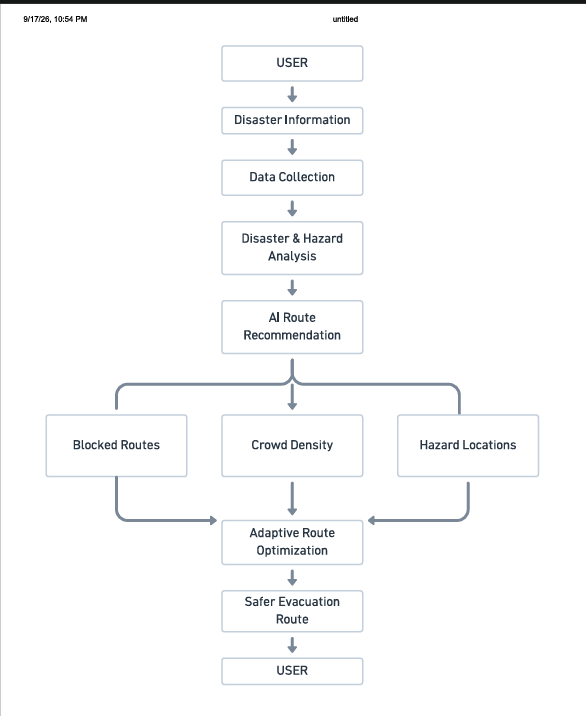 9/17/26, 10:54 PM
untitled
USER
Disaster Information
Data Collection
Disaster & Hazard
Analysis
AI Route
Recommendation
Blocked Routes
Crowd Density
Hazard Locations
Adaptive Route
Optimization
Safer Evacuation
Route
USER